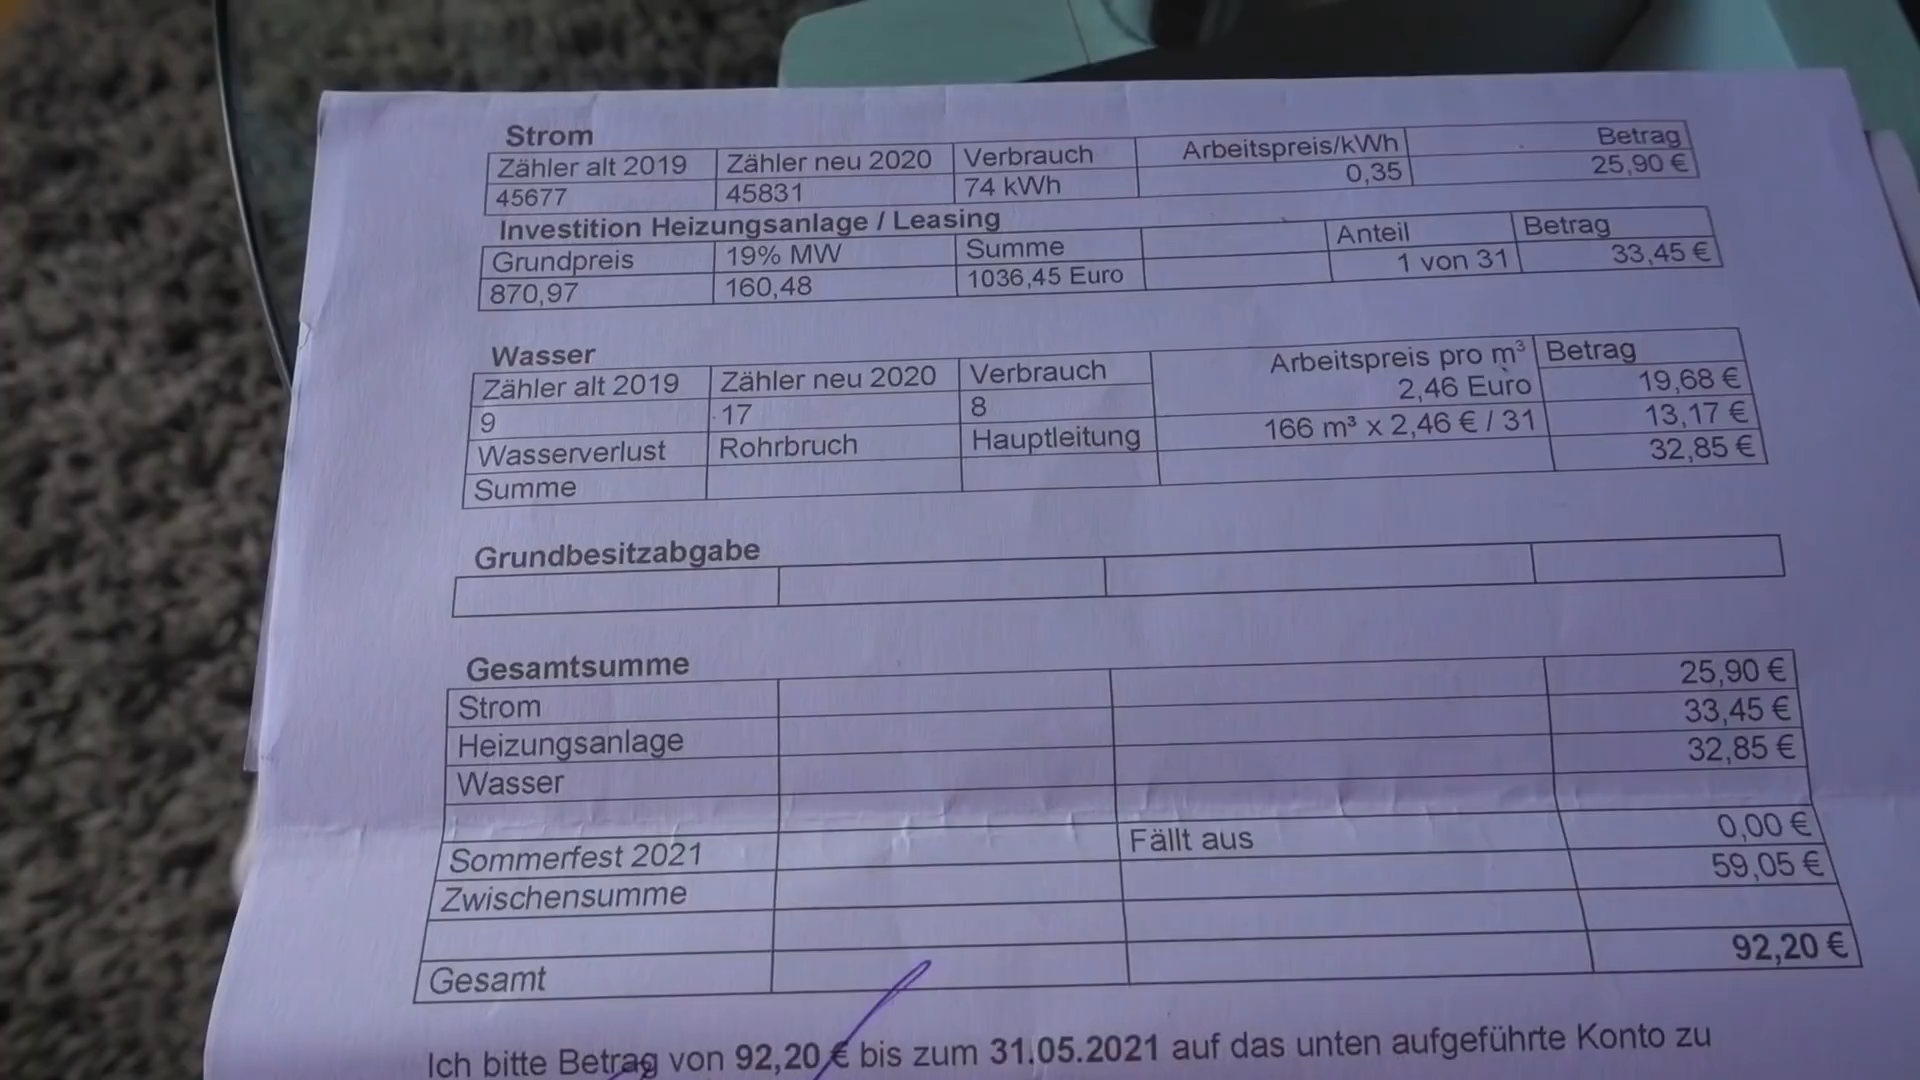 Strom
Zähler alt 2019 Zähler neu 2020 Verbrauch Arbeitspreis/kWh Betrag
45677 45831 74 kWh 0,35 25,90 €
Investition Heizungsanlage / Leasing
Grundpreis 19% MW Summe Anteil Betrag
870,97 160,48 1036,45 Euro 1 von 31 33,45 €
Wasser
Zähler alt 2019 Zähler neu 2020 Verbrauch Arbeitspreis pro m³ Betrag
9 17 8 2,46 Euro 19,68 €
Wasserverlust Rohrbruch Hauptleitung 166 m³ x 2,46 € / 31 13,17 €
Summe 32,85 €
Grundbesitzabgabe
Gesamtsumme
Strom 25,90 €
Heizungsanlage 33,45 €
Wasser 32,85 €
Sommerfest 2021 Fällt aus 0,00 €
Zwischensumme 59,05 €
Gesamt 92,20 €
Ich bitte Betrag von 92,20 € bis zum 31.05.2021 auf das unten aufgeführte Konto zu